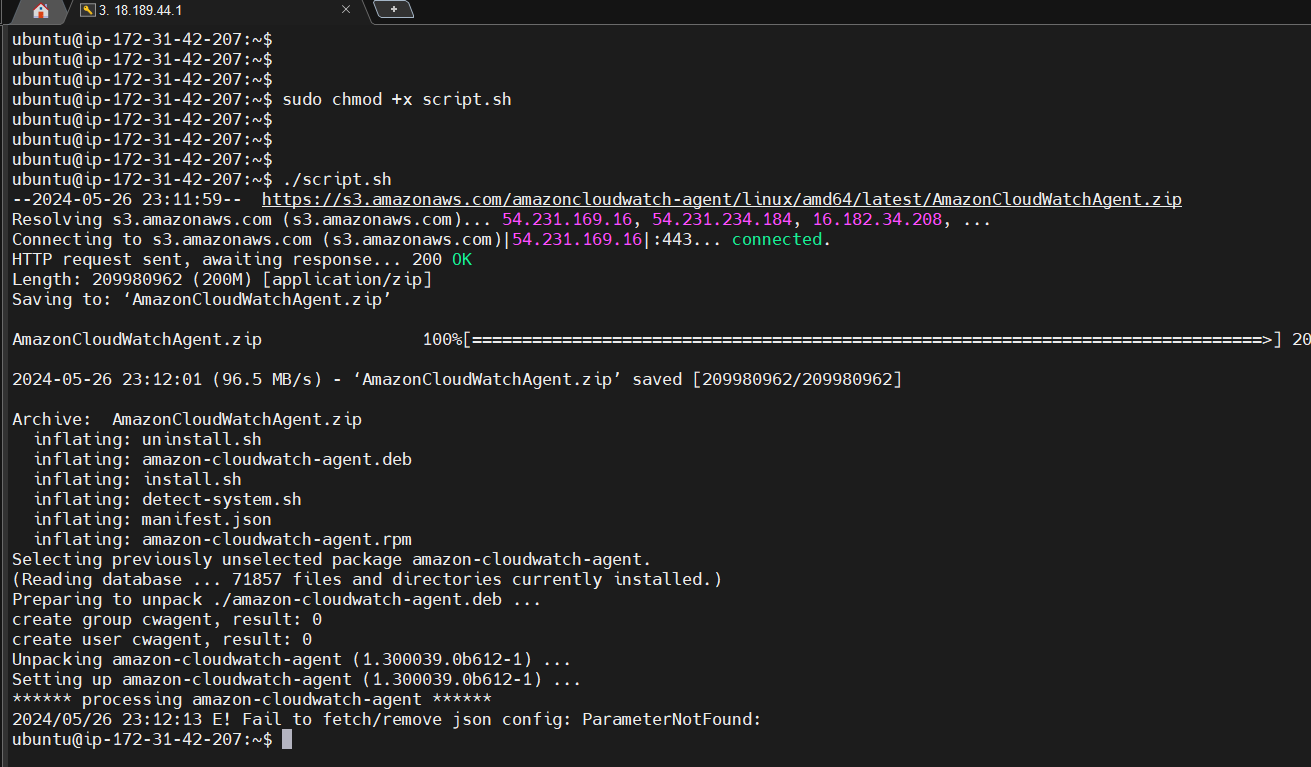 3. 18.189.44.1
ubuntu@ip-172-31-42-207:~$
ubuntu@ip-172-31-42-207:~$
ubuntu@ip-172-31-42-207:~$
ubuntu@ip-172-31-42-207:~$ sudo chmod +x script.sh
ubuntu@ip-172-31-42-207:~$
ubuntu@ip-172-31-42-207:~$
ubuntu@ip-172-31-42-207:~$
ubuntu@ip-172-31-42-207:~$ ./script.sh
--2024-05-26 23:11:59--  https://s3.amazonaws.com/amazoncloudwatch-agent/linux/amd64/latest/AmazonCloudWatchAgent.zip
Resolving s3.amazonaws.com (s3.amazonaws.com)... 54.231.169.16, 54.231.234.184, 16.182.34.208, ...
Connecting to s3.amazonaws.com (s3.amazonaws.com)|54.231.169.16|:443... connected.
HTTP request sent, awaiting response... 200 OK
Length: 209980962 (200M) [application/zip]
Saving to: ‘AmazonCloudWatchAgent.zip’
AmazonCloudWatchAgent.zip                100%[===============================================================================>] 20
2024-05-26 23:12:01 (96.5 MB/s) - ‘AmazonCloudWatchAgent.zip’ saved [209980962/209980962]
Archive:  AmazonCloudWatchAgent.zip
  inflating: uninstall.sh
  inflating: amazon-cloudwatch-agent.deb
  inflating: install.sh
  inflating: detect-system.sh
  inflating: manifest.json
  inflating: amazon-cloudwatch-agent.rpm
Selecting previously unselected package amazon-cloudwatch-agent.
(Reading database ... 71857 files and directories currently installed.)
Preparing to unpack ./amazon-cloudwatch-agent.deb ...
create group cwagent, result: 0
create user cwagent, result: 0
Unpacking amazon-cloudwatch-agent (1.300039.0b612-1) ...
Setting up amazon-cloudwatch-agent (1.300039.0b612-1) ...
****** processing amazon-cloudwatch-agent ******
2024/05/26 23:12:13 E! Fail to fetch/remove json config: ParameterNotFound:
ubuntu@ip-172-31-42-207:~$